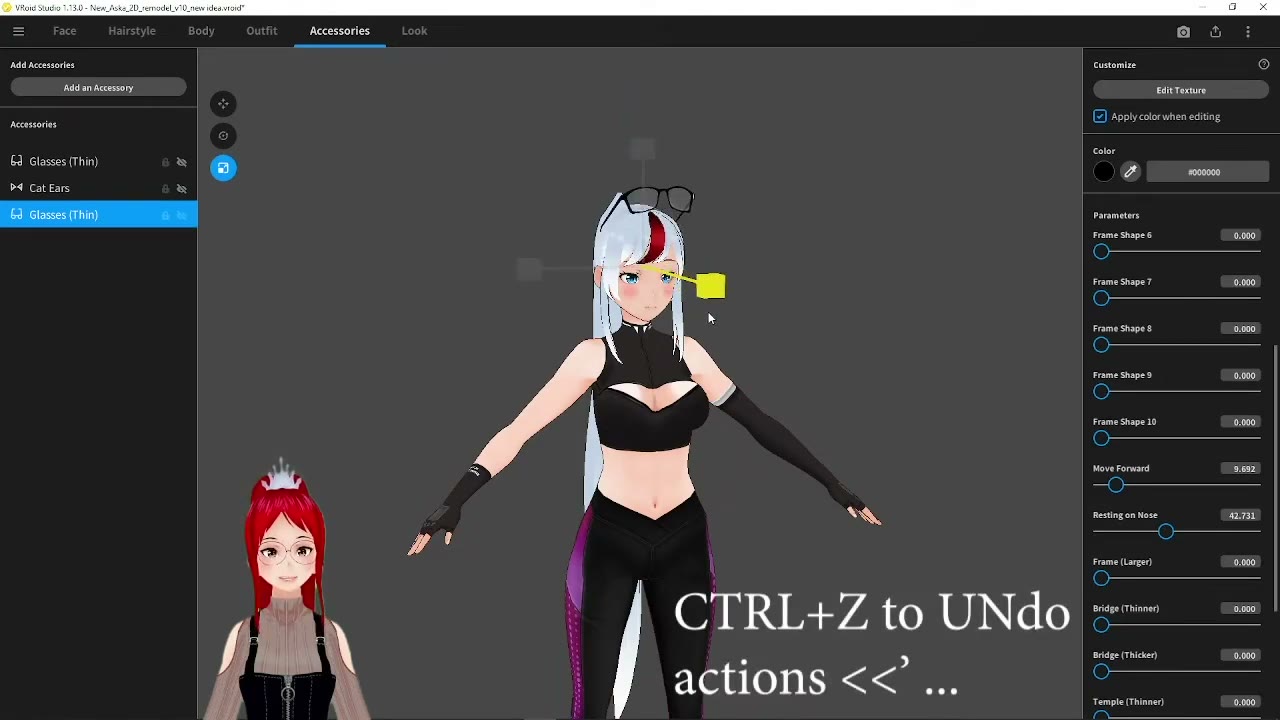 VRoid Studio 1.13.0 - New_Aska_2D_remodel_v10_new idea.vroid*
Face
Hairstyle
Body
Outfit
Accessories
Look
Add Accessories
Add an Accessory
Accessories
Glasses (Thin)
Cat Ears
Glasses (Thin)
Customize
Edit Texture
Apply color when editing
Color
#000000
Parameters
Frame Shape 6 0.000
Frame Shape 7 0.000
Frame Shape 8 0.000
Frame Shape 9 0.000
Frame Shape 10 0.000
Move Forward 9.692
Resting on Nose 42.731
Frame (Larger) 0.000
Bridge (Thinner) 0.000
Bridge (Thicker) 0.000
Temple (Thinner) 0.000
CTRL+Z to UNdo
actions <<’ ...